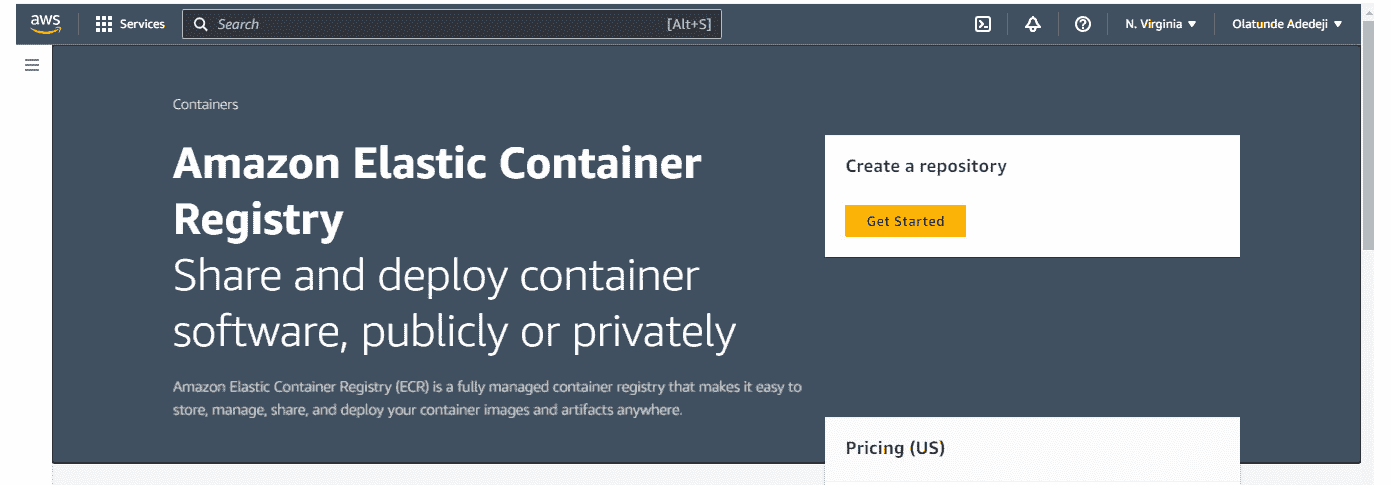 aws
Services
Search
[Alt+S]
N. Virginia
Olatunde Adedeji
Containers
Amazon Elastic Container
Registry
Share and deploy container
software, publicly or privately
Amazon Elastic Container Registry (ECR) is a fully managed container registry that makes it easy to
store, manage, share, and deploy your container images and artifacts anywhere.
Create a repository
Get Started
Pricing (US)